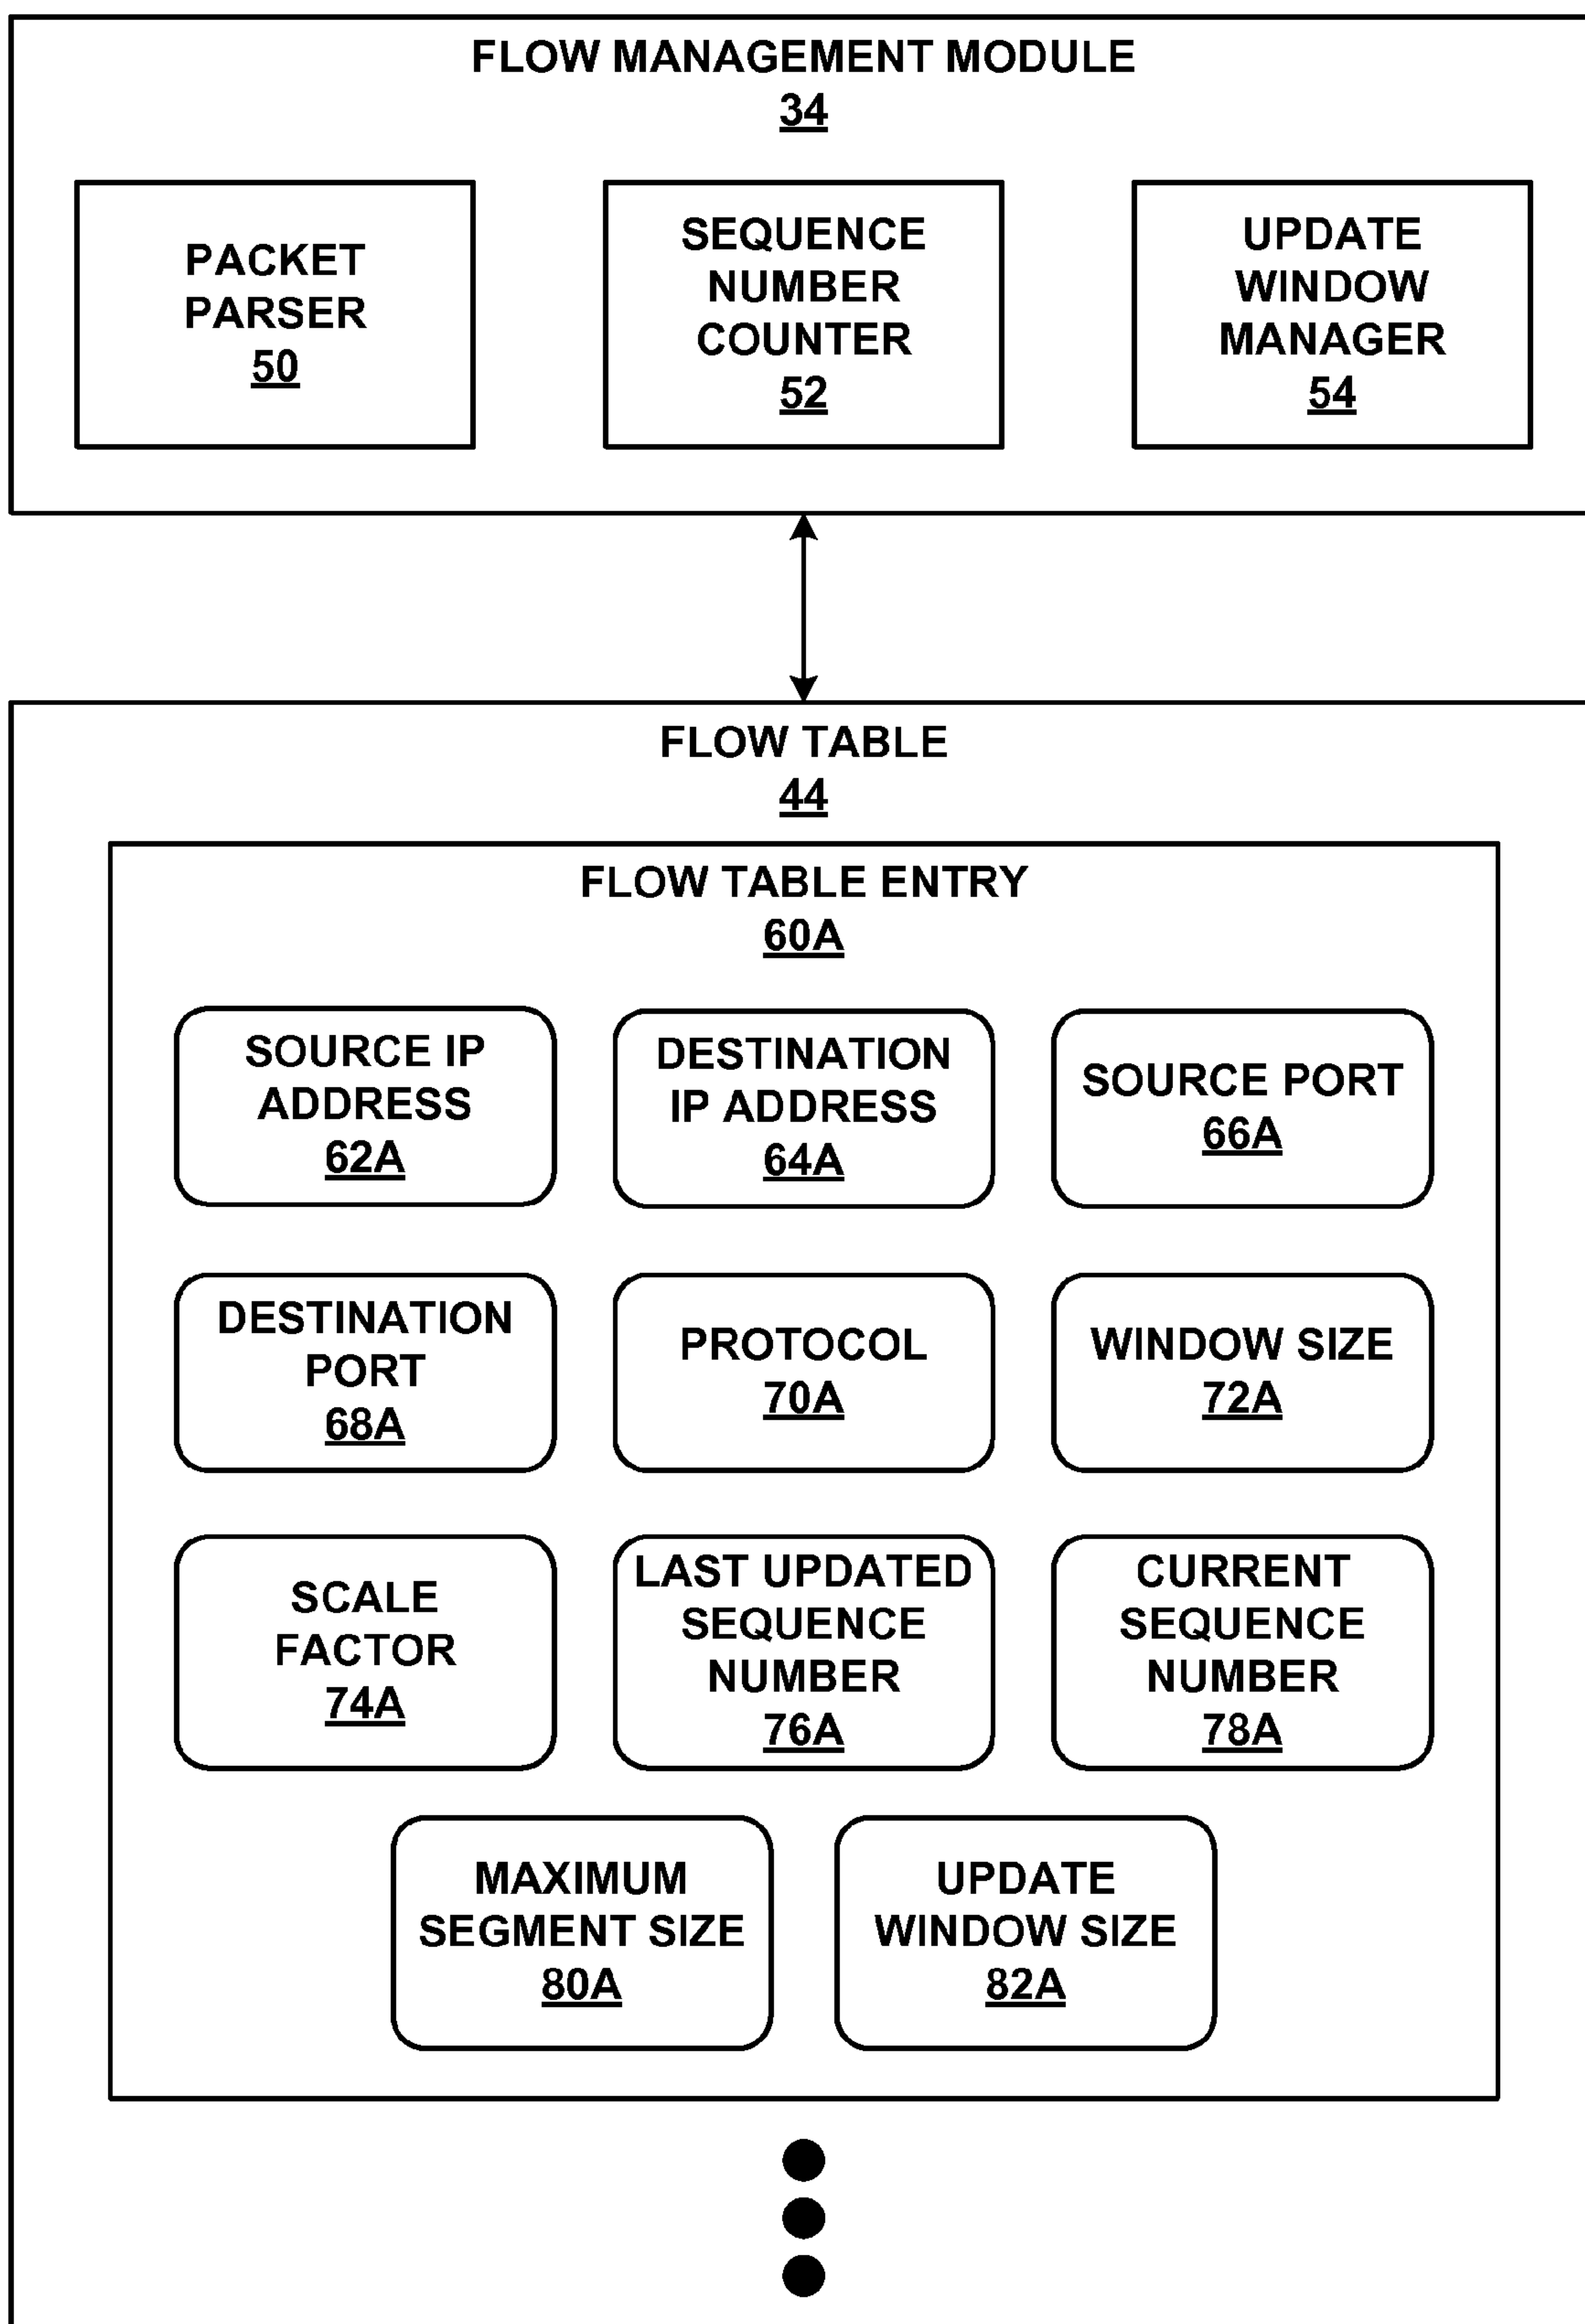 FLOW MANAGEMENT MODULE
34
PACKET
PARSER
50
SEQUENCE
NUMBER
COUNTER
52
UPDATE
WINDOW
MANAGER
54
FLOW TABLE
44
FLOW TABLE ENTRY
60A
SOURCE IP
ADDRESS
62A
DESTINATION
IP ADDRESS
64A
SOURCE PORT
66A
DESTINATION
PORT
68A
PROTOCOL
70A
WINDOW SIZE
72A
SCALE
FACTOR
74A
LAST UPDATED
SEQUENCE
NUMBER
76A
CURRENT
SEQUENCE
NUMBER
78A
MAXIMUM
SEGMENT SIZE
80A
UPDATE
WINDOW SIZE
82A